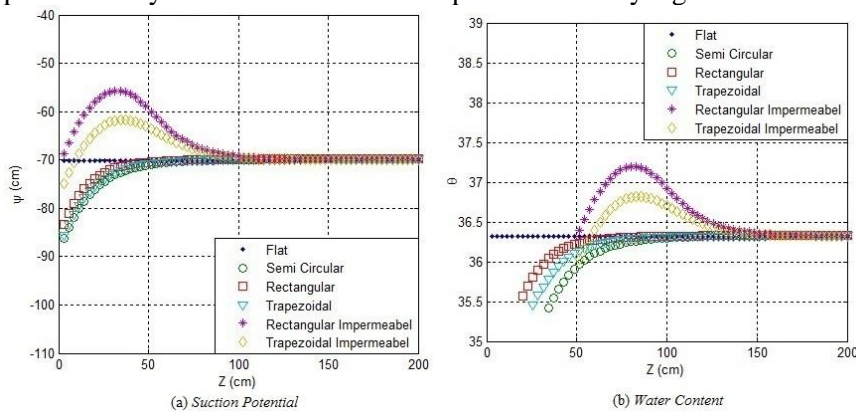 -40
-50
-60
-70
-80
-90
-100
-110
ψ (cm)
0
50
100
150
200
Z (cm)
Flat
Semi Circular
Rectangular
Trapezoidal
Rectangular Impermeabel
Trapezoidal Impermeabel
(a) Suction Potential
39
38.5
38
37.5
37
36.5
36
35.5
35
θ
0
50
100
150
200
Z (cm)
Flat
Semi Circular
Rectangular
Trapezoidal
Rectangular Impermeabel
Trapezoidal Impermeabel
(b) Water Content